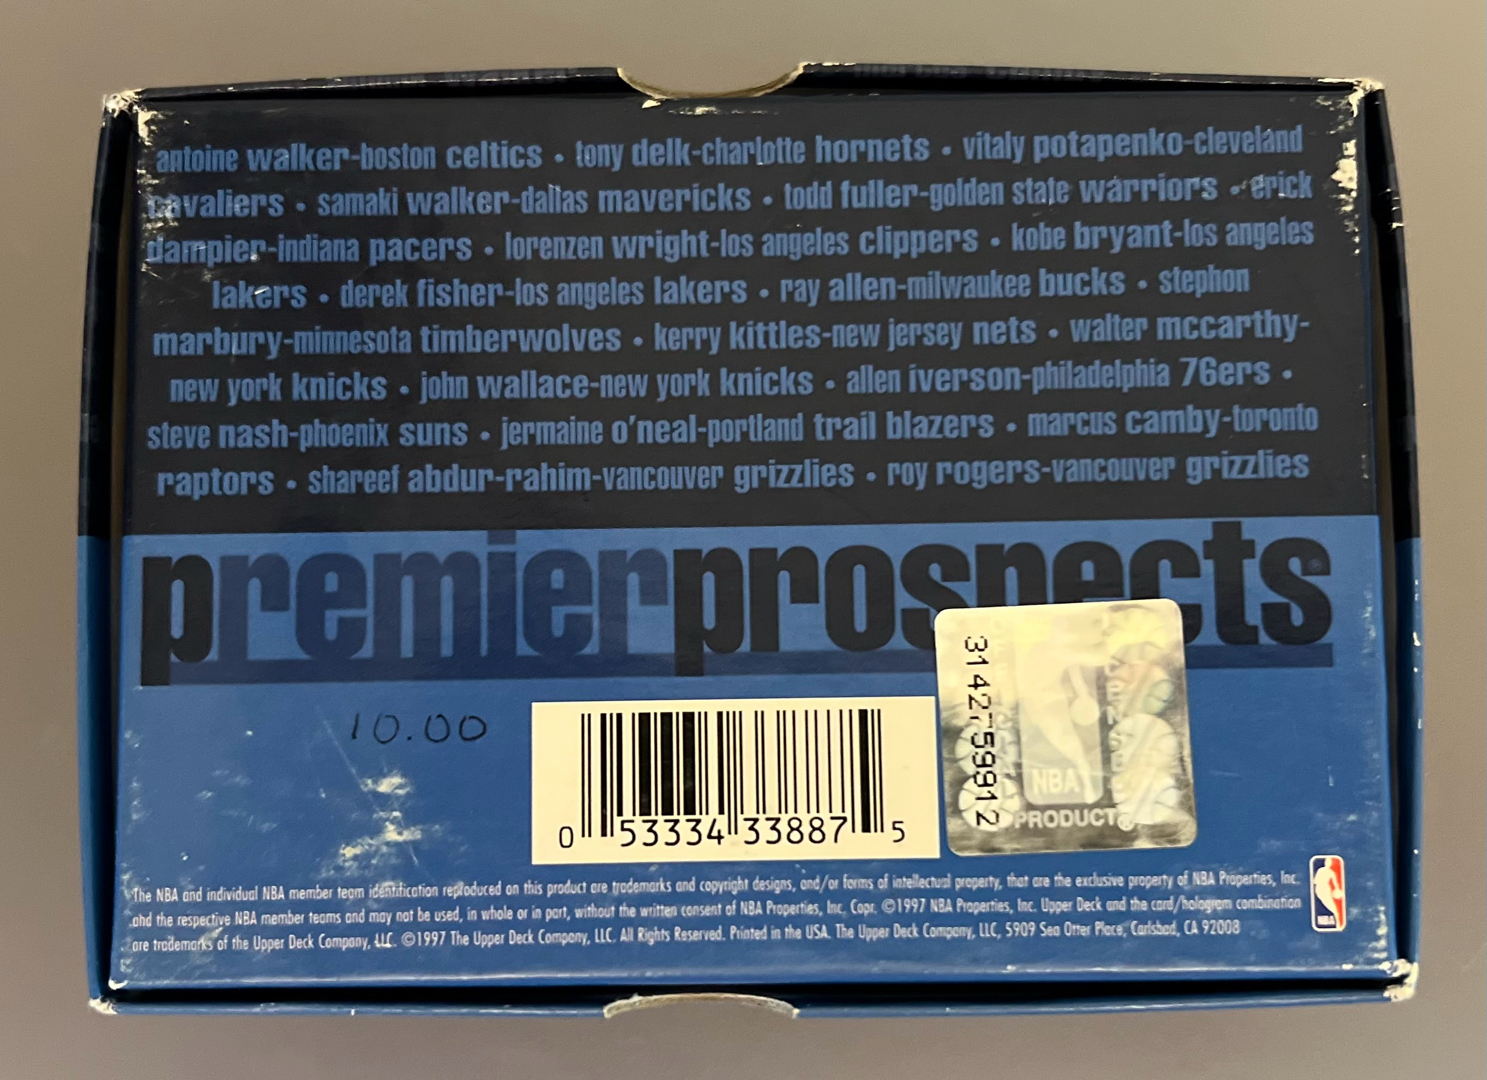 antoine walker-boston celtics • tony delk-charlotte hornets • vitaly potapenko-cleveland
cavaliers • samaki walker-dallas mavericks • todd fuller-golden state warriors • erick
dampier-indiana pacers • lorenzen wright-los angeles clippers • kobe bryant-los angeles
lakers • derek fisher-los angeles lakers • ray allen-milwaukee bucks • stephon
marbury-minnesota timberwolves • kerry kittles-new jersey nets • walter mccarthy-
new york knicks • john wallace-new york knicks • allen iverson-philadelphia 76ers •
steve nash-phoenix suns • jermaine o'neal-portland trail blazers • marcus camby-toronto
raptors • shareef abdur-rahim-vancouver grizzlies • roy rogers-vancouver grizzlies
premierprospects
10.00
0 53334 33887 5
NBA
PRODUCT®
The NBA and individual NBA member team identification reproduced on this product are trademarks and copyright designs, and/or forms of intellectual property, that are the exclusive property of NBA Properties, Inc.
and the respective NBA member teams and may not be used, in whole or in part, without the written consent of NBA Properties, Inc. Copr. ©1997 NBA Properties, Inc. Upper Deck and the card/hologram combination
are trademarks of the Upper Deck Company, LLC. ©1997 The Upper Deck Company, LLC. All Rights Reserved. Printed in the USA. The Upper Deck Company, LLC, 5909 Sea Otter Place, Carlsbad, CA 92008
NBA